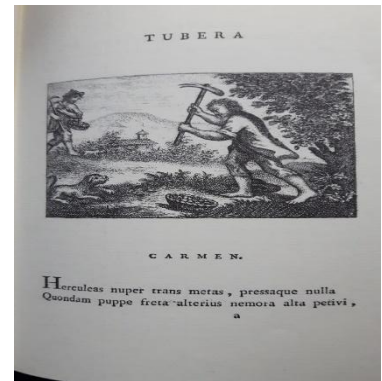 TUBERA
CARMEN.
Herculeas nuper trans metas, pressaque nulla
Quondam puppe freta alterius nemora alta petivi,
a